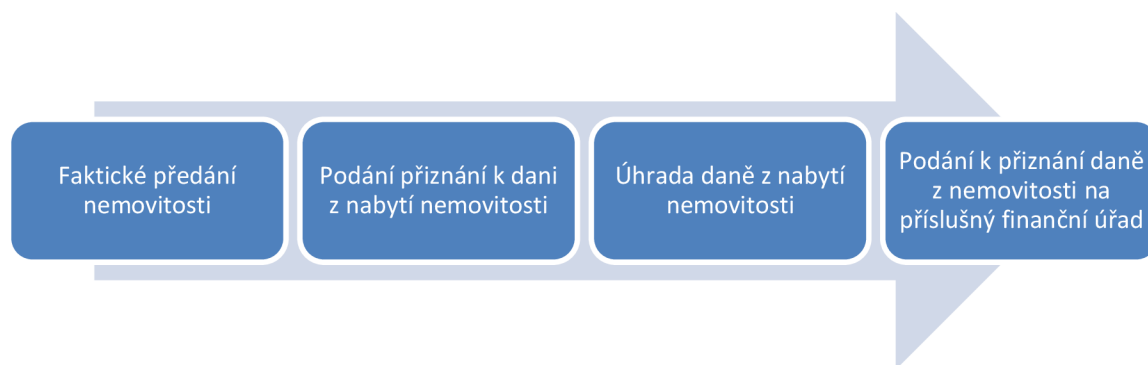 Faktické předání
nemovitosti
Podání přiznání k dani
z nabytí nemovitosti
Úhrada daně z nabytí
nemovitosti
Podání k přiznání daně
z nemovitosti na
příslušný finanční úřad